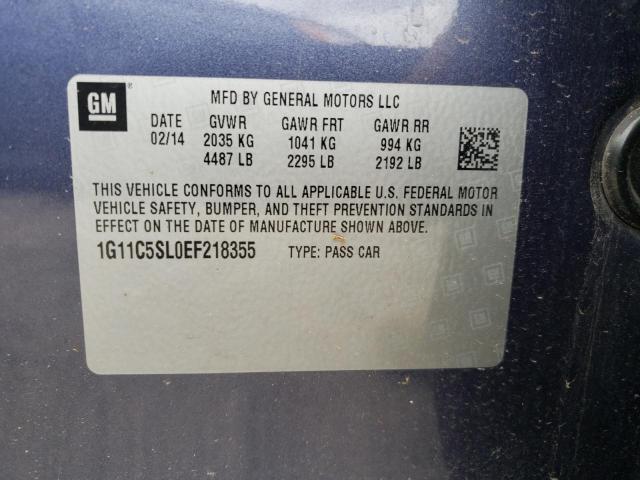 GM
MFD BY GENERAL MOTORS LLC
DATE GVWR GAWR FRT GAWR RR
02/14 2035 KG 1041 KG 994 KG
4487 LB 2295 LB 2192 LB
THIS VEHICLE CONFORMS TO ALL APPLICABLE U.S. FEDERAL MOTOR
VEHICLE SAFETY, BUMPER, AND THEFT PREVENTION STANDARDS IN
EFFECT ON THE DATE OF MANUFACTURE SHOWN ABOVE.
1G11C5SL0EF218355 TYPE: PASS CAR